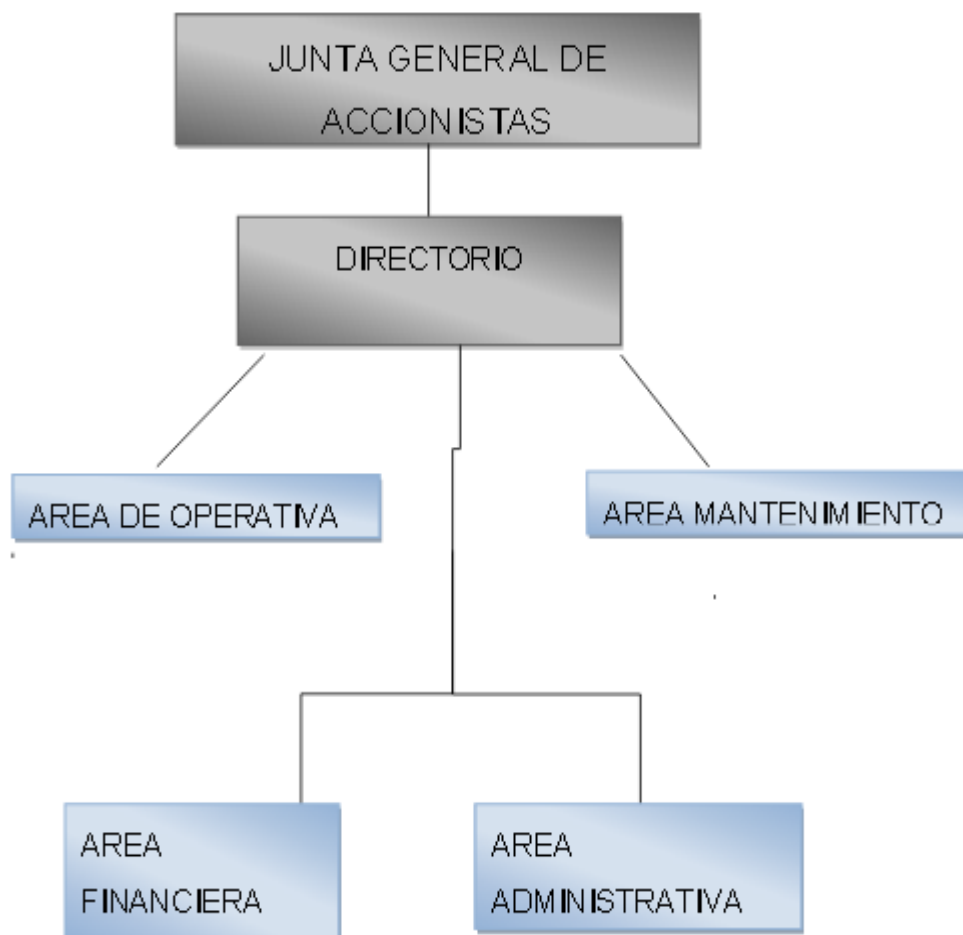 JUNTA GENERAL DE
ACCIONISTAS
DIRECTORIO
AREA DE OPERATIVA
AREA MANTENIMIENTO
AREA
FINANCIERA
AREA
ADMINISTRATIVA